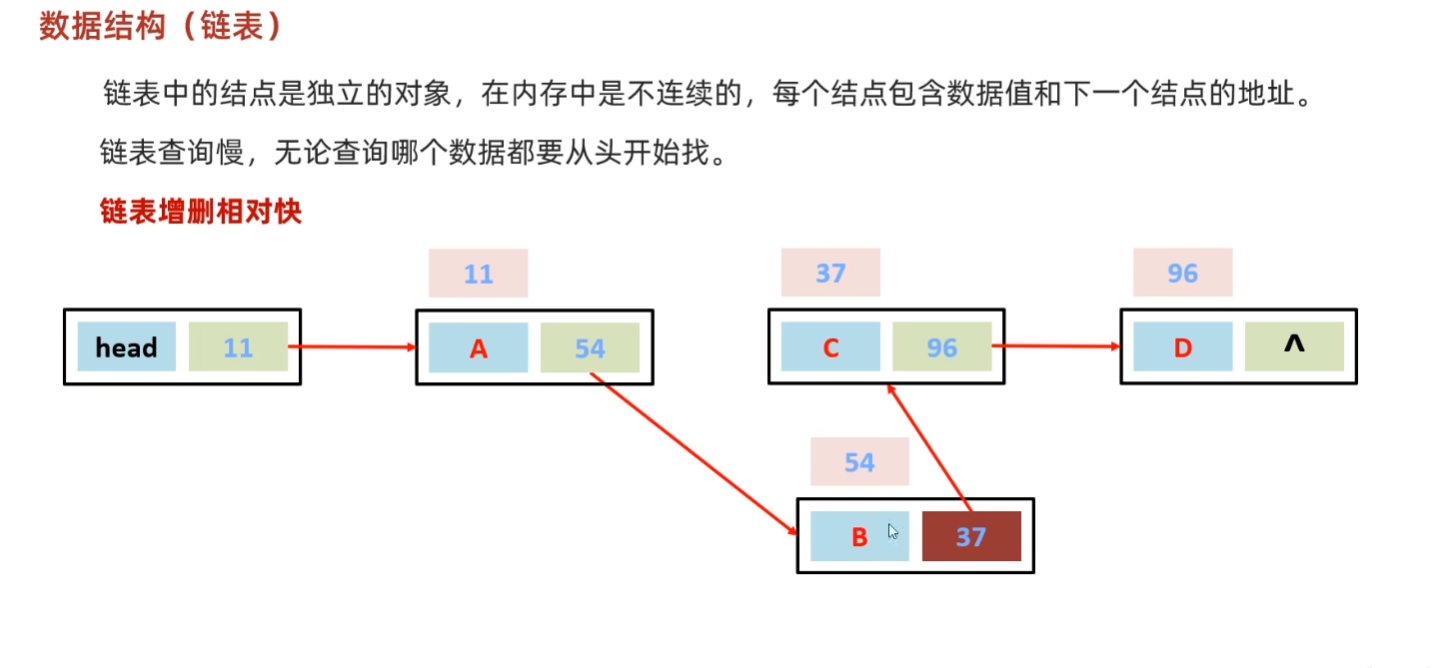 数据结构（链表）
链表中的结点是独立的对象，在内存中是不连续的，每个结点包含数据值和下一个结点的地址。
链表查询慢，无论查询哪个数据都要从头开始找。
链表增删相对快
11 37 96
head 11 A 54 C 96 D ^
54
B 37